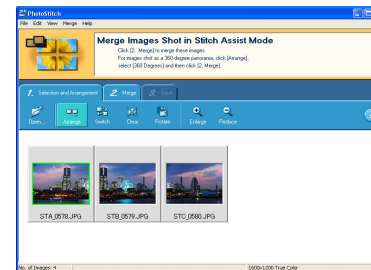 PhotoStitch
File Edit View Merge Help
Merge Images Shot in Stitch Assist Mode
Click [2. Merge] to merge these images.
For images shot as a 360-degree panorama, click [Arrange],
select [360 Degrees] and then click [2. Merge].
1. Selection and Arrangement 2. Merge 3. Save
Open... Arrange Switch Clear Rotate Enlarge Reduce
STA_0578.JPG STB_0579.JPG STC_0580.JPG
No. of Images: 4 1600x1200 True Color